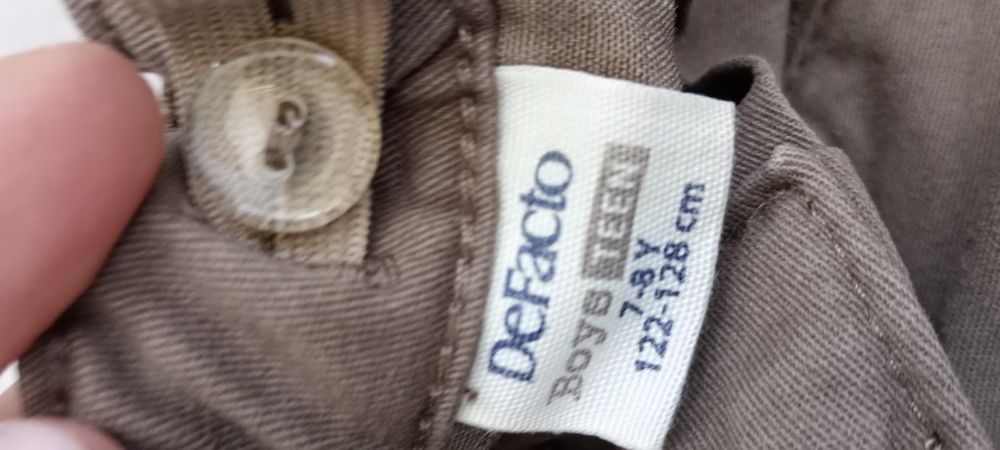 DeFacto
Boys TEEN
7-8 Y
122-128 cm